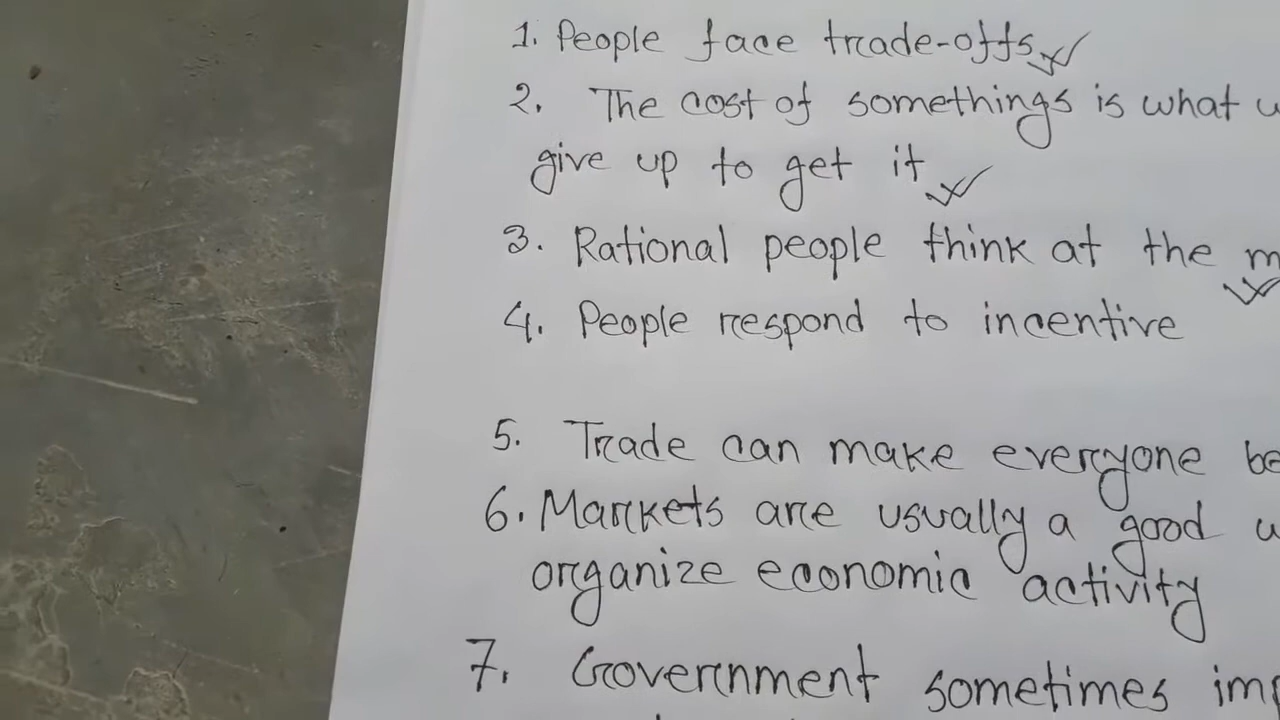 1. People face trade-offs
2. The cost of somethings is what
give up to get it
3. Rational people think at the
4. People respond to incentive
5. Trade can make everyone be
6. Markets are usually a good
organize economic activity
7. Government sometimes imp